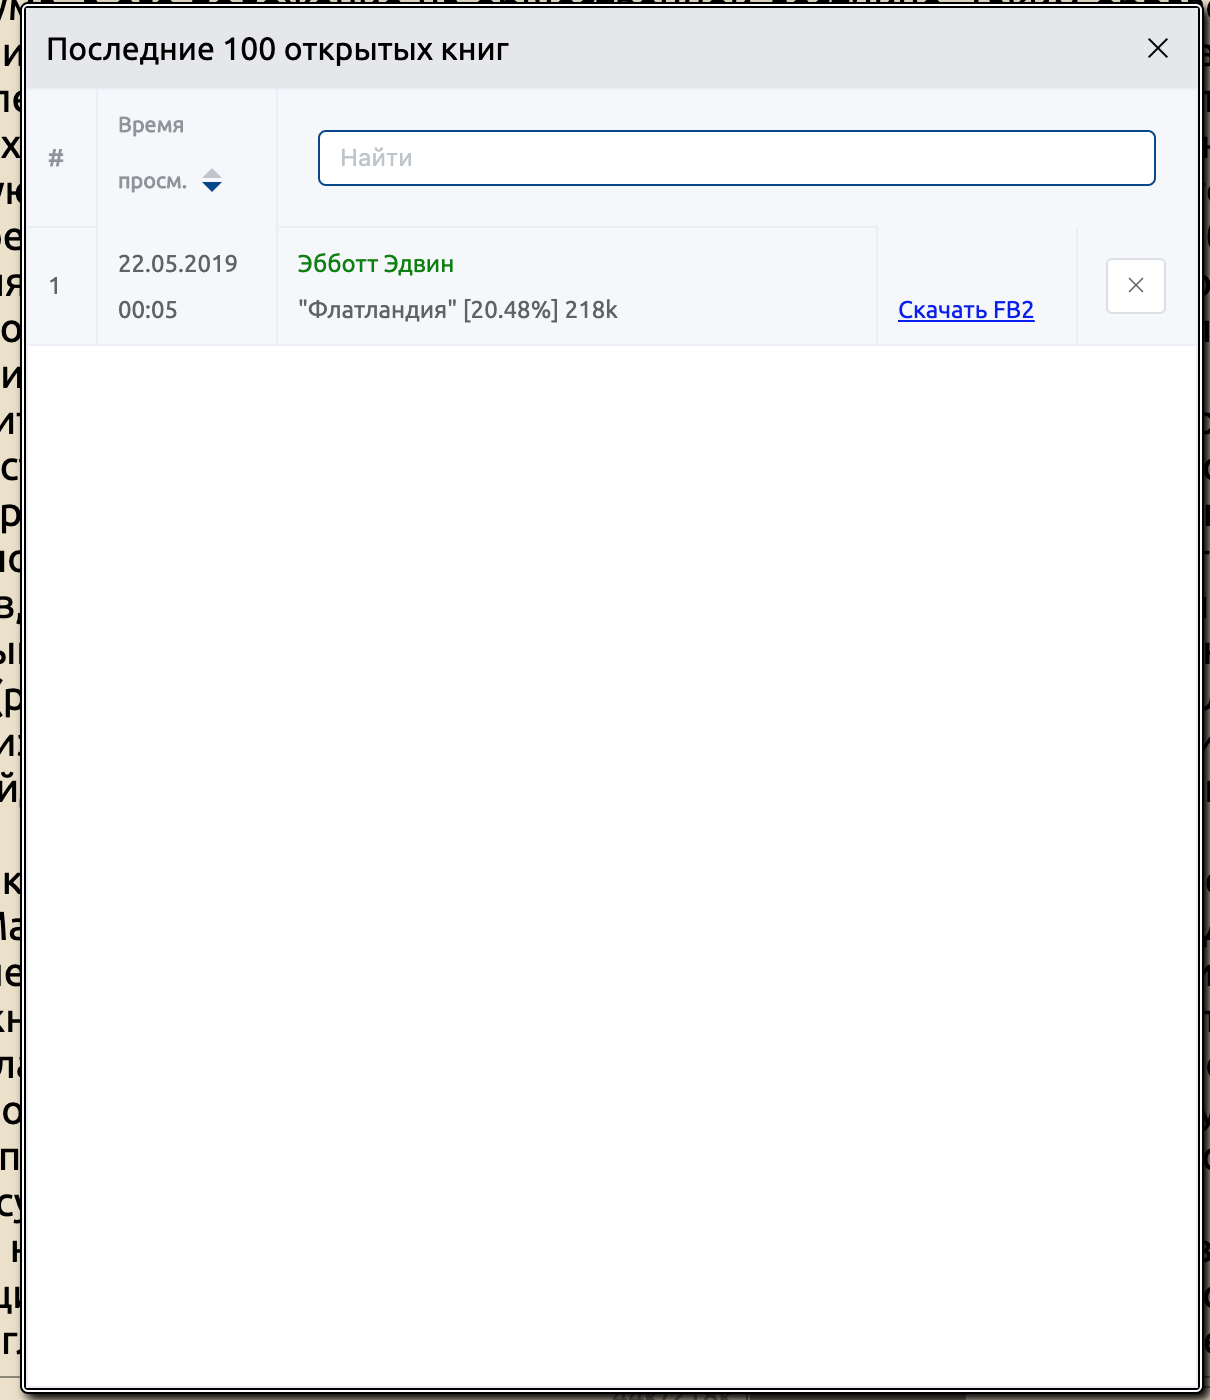 Последние 100 открытых книг
Время
#
Найти
просм.
22.05.2019
Эбботт Эдвин
1
00:05
"Флатландия" [20.48%] 218k
Скачать FB2